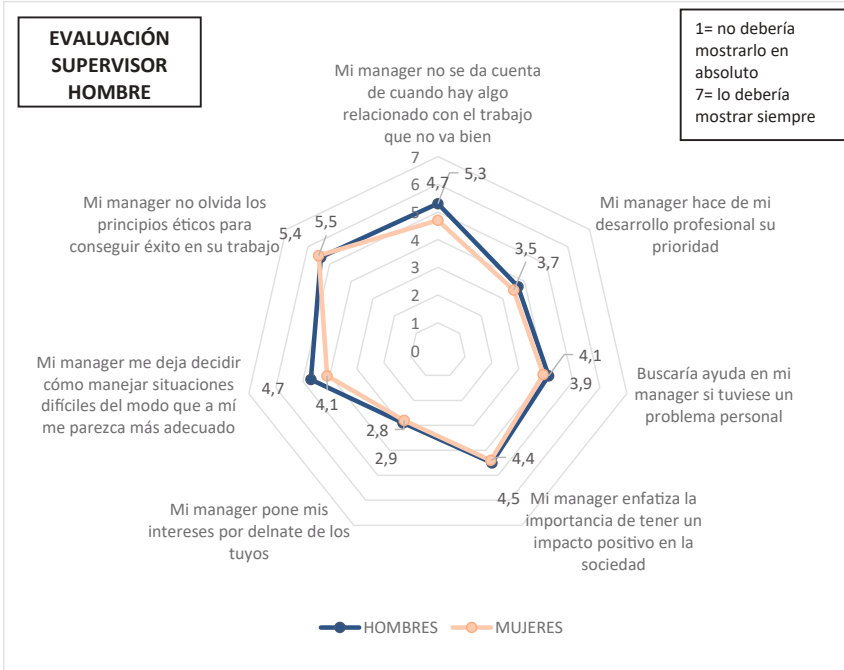 EVALUACIÓN
SUPERVISOR
HOMBRE
1= no debería
mostrarlo en
absoluto
7= lo debería
mostrar siempre
Mi manager no se da cuenta
de cuando hay algo
relacionado con el trabajo
que no va bien
Mi manager hace de mi
desarrollo profesional su
prioridad
Buscaría ayuda en mi
manager si tuviese un
problema personal
Mi manager enfatiza la
importancia de tener un
impacto positivo en la
sociedad
Mi manager pone mis
intereses por delnate de los
tuyos
Mi manager me deja decidir
cómo manejar situaciones
difíciles del modo que a mí
me parezca más adecuado
Mi manager no olvida los
principios éticos para
conseguir éxito en su trabajo
7
6
5
4
3
2
1
0
4,7
5,3
3,5
3,7
4,1
3,9
4,4
4,5
2,8
2,9
4,7
4,1
5,4
5,5
HOMBRES
MUJERES